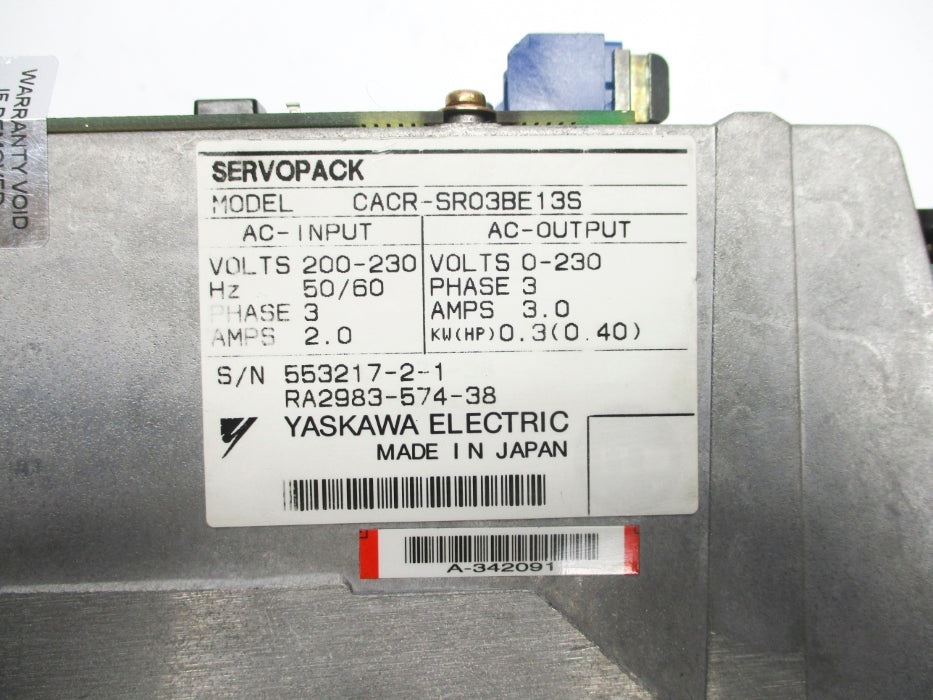 WARRANTY VOID
IF REMOVED
SERVOPACK
MODEL CACR-SR03BE13S
AC-INPUT AC-OUTPUT
VOLTS 200-230 VOLTS 0-230
Hz 50/60 PHASE 3
PHASE 3 AMPS 3.0
AMPS 2.0 KW(HP) 0.3(0.40)
S/N 553217-2-1
RA2983-574-38
YASKAWA ELECTRIC
MADE IN JAPAN
A-342091